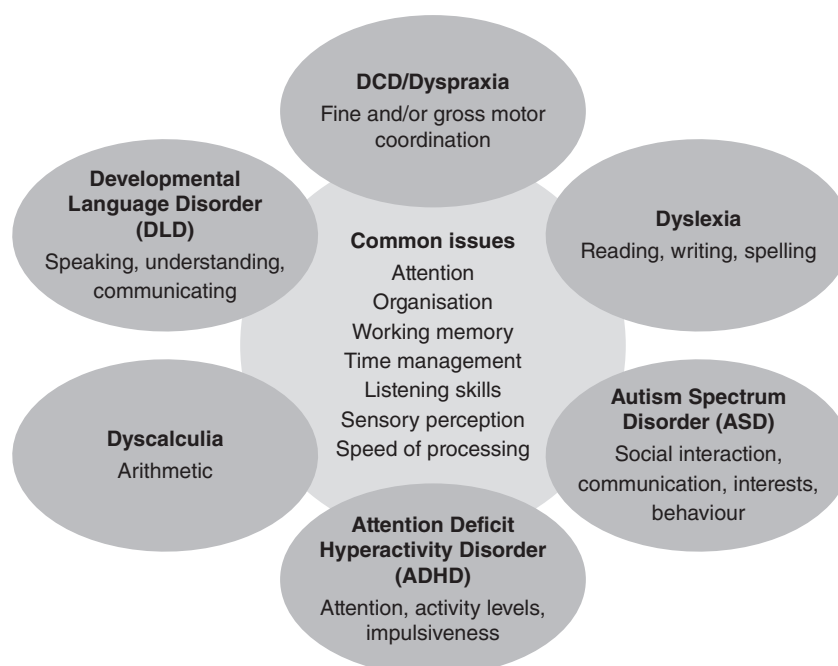 DCD/Dyspraxia
Fine and/or gross motor
coordination
Developmental
Language Disorder
(DLD)
Speaking, understanding,
communicating
Dyslexia
Reading, writing, spelling
Common issues
Attention
Organisation
Working memory
Time management
Listening skills
Sensory perception
Speed of processing
Dyscalculia
Arithmetic
Autism Spectrum
Disorder (ASD)
Social interaction,
communication, interests,
behaviour
Attention Deficit
Hyperactivity Disorder
(ADHD)
Attention, activity levels,
impulsiveness